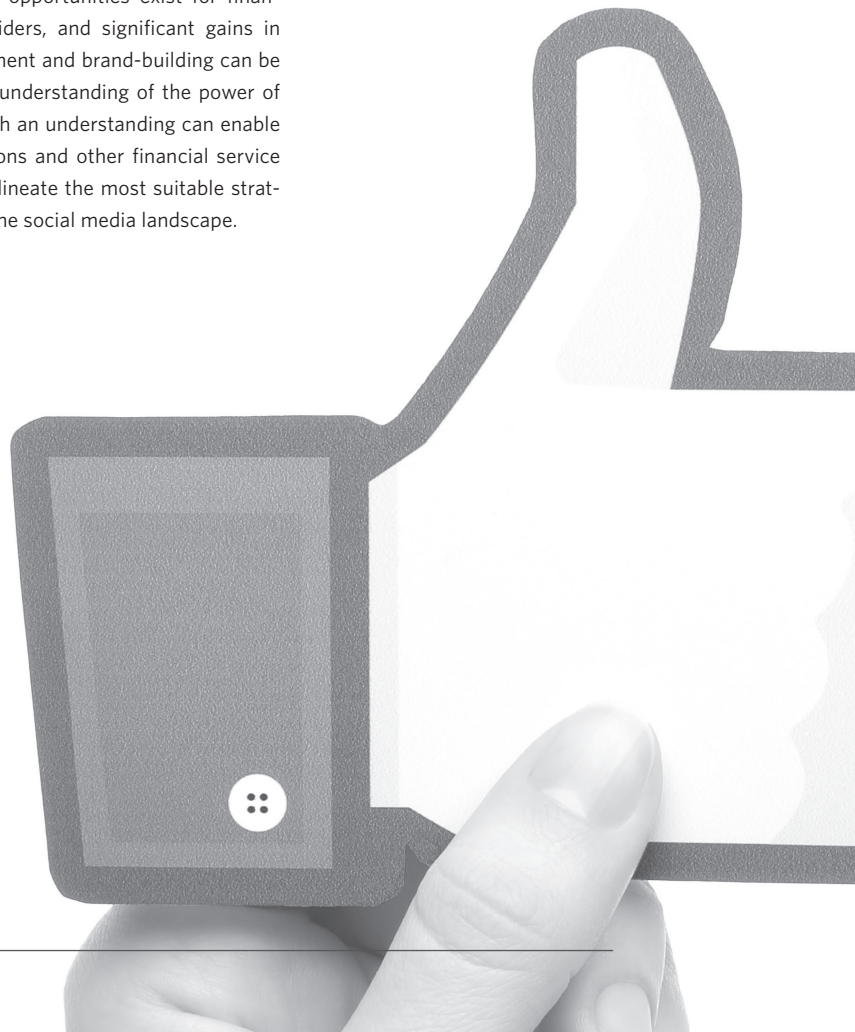 opportunities exist for finan-
iders, and significant gains in
ment and brand-building can be
understanding of the power of
h an understanding can enable
ons and other financial service
lineate the most suitable strat-
he social media landscape.